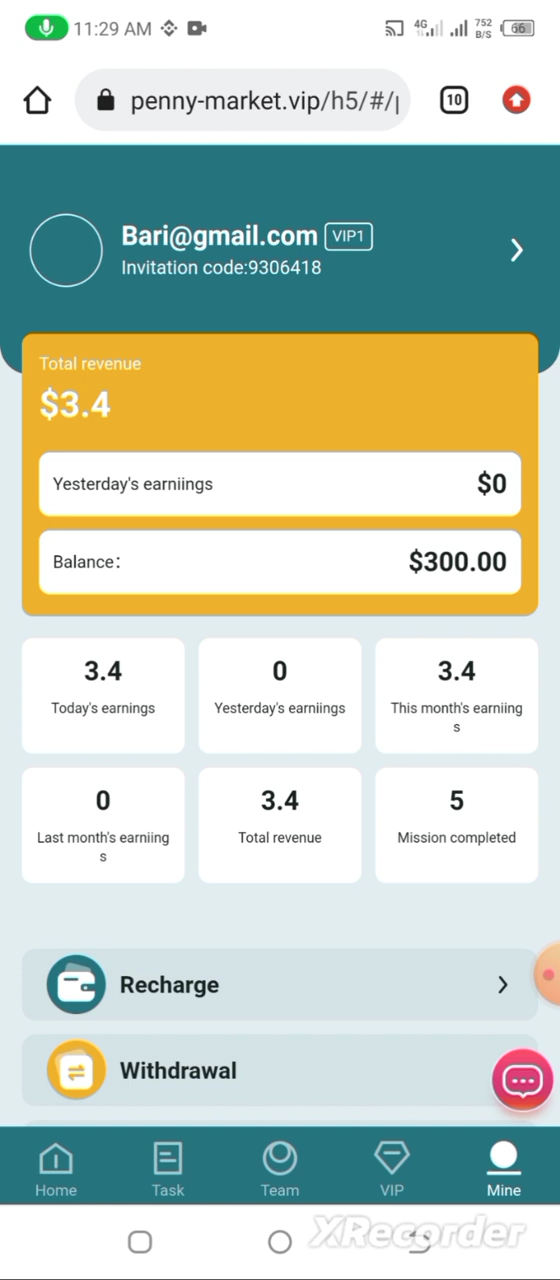 11:29 AM
4G
752
B/S
66
penny-market.vip/h5/#/
10
Bari@gmail.com VIP1
Invitation code:9306418
Total revenue
$3.4
Yesterday's earniings
$0
Balance:
$300.00
3.4
Today's earnings
0
Yesterday's earniings
3.4
This month's earniing
s
0
Last month's earniing
s
3.4
Total revenue
5
Mission completed
Recharge
Withdrawal
Home
Task
Team
VIP
Mine
XRecorder